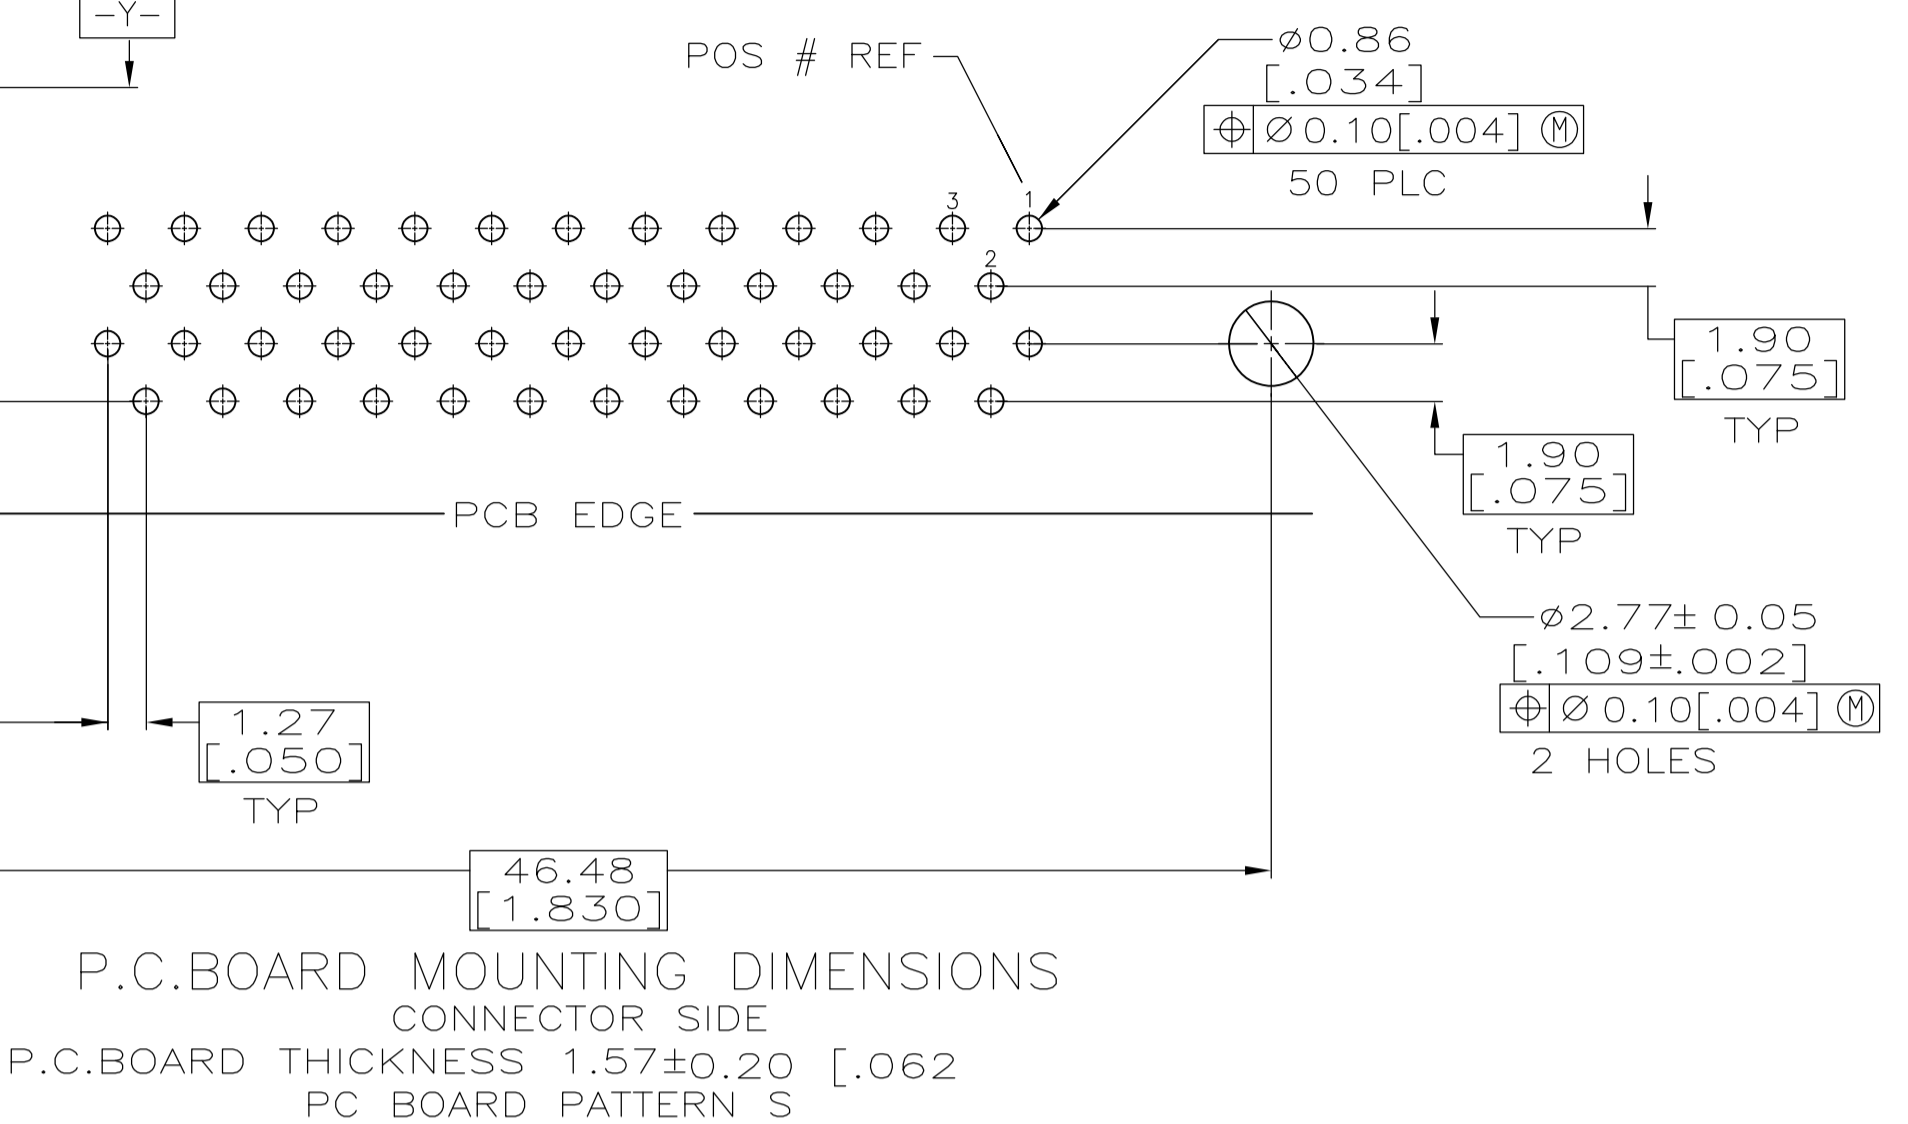 -Y-
POS # REF
⌀0.86
[.034]
⌖ ⌀0.10[.004] Ⓜ
50 PLC
3
1
2
1.90
[.075]
TYP
1.90
[.075]
TYP
PCB EDGE
⌀2.77± 0.05
[.109±.002]
⌖ ⌀0.10[.004] Ⓜ
2 HOLES
1.27
[.050]
TYP
46.48
[1.830]
P.C.BOARD MOUNTING DIMENSIONS
CONNECTOR SIDE
P.C.BOARD THICKNESS 1.57±0.20 [.062
PC BOARD PATTERN S